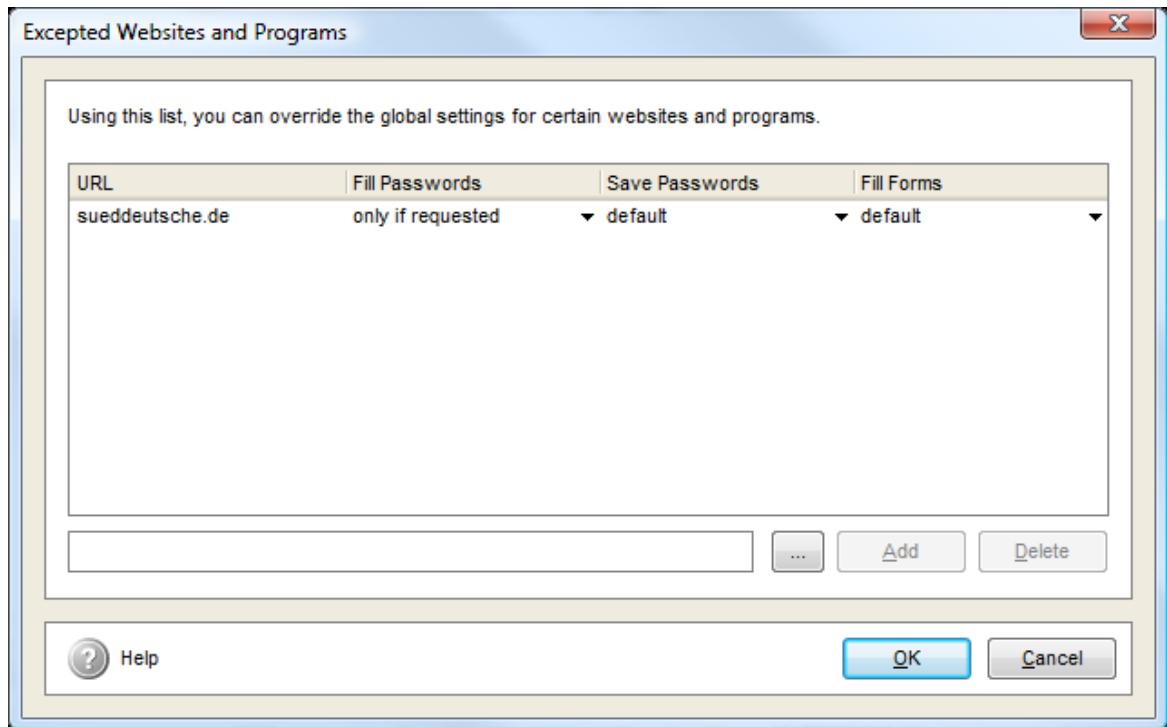 Excepted Websites and Programs
Using this list, you can override the global settings for certain websites and programs.
URL Fill Passwords Save Passwords Fill Forms
sueddeutsche.de only if requested default default
... Add Delete
? Help OK Cancel